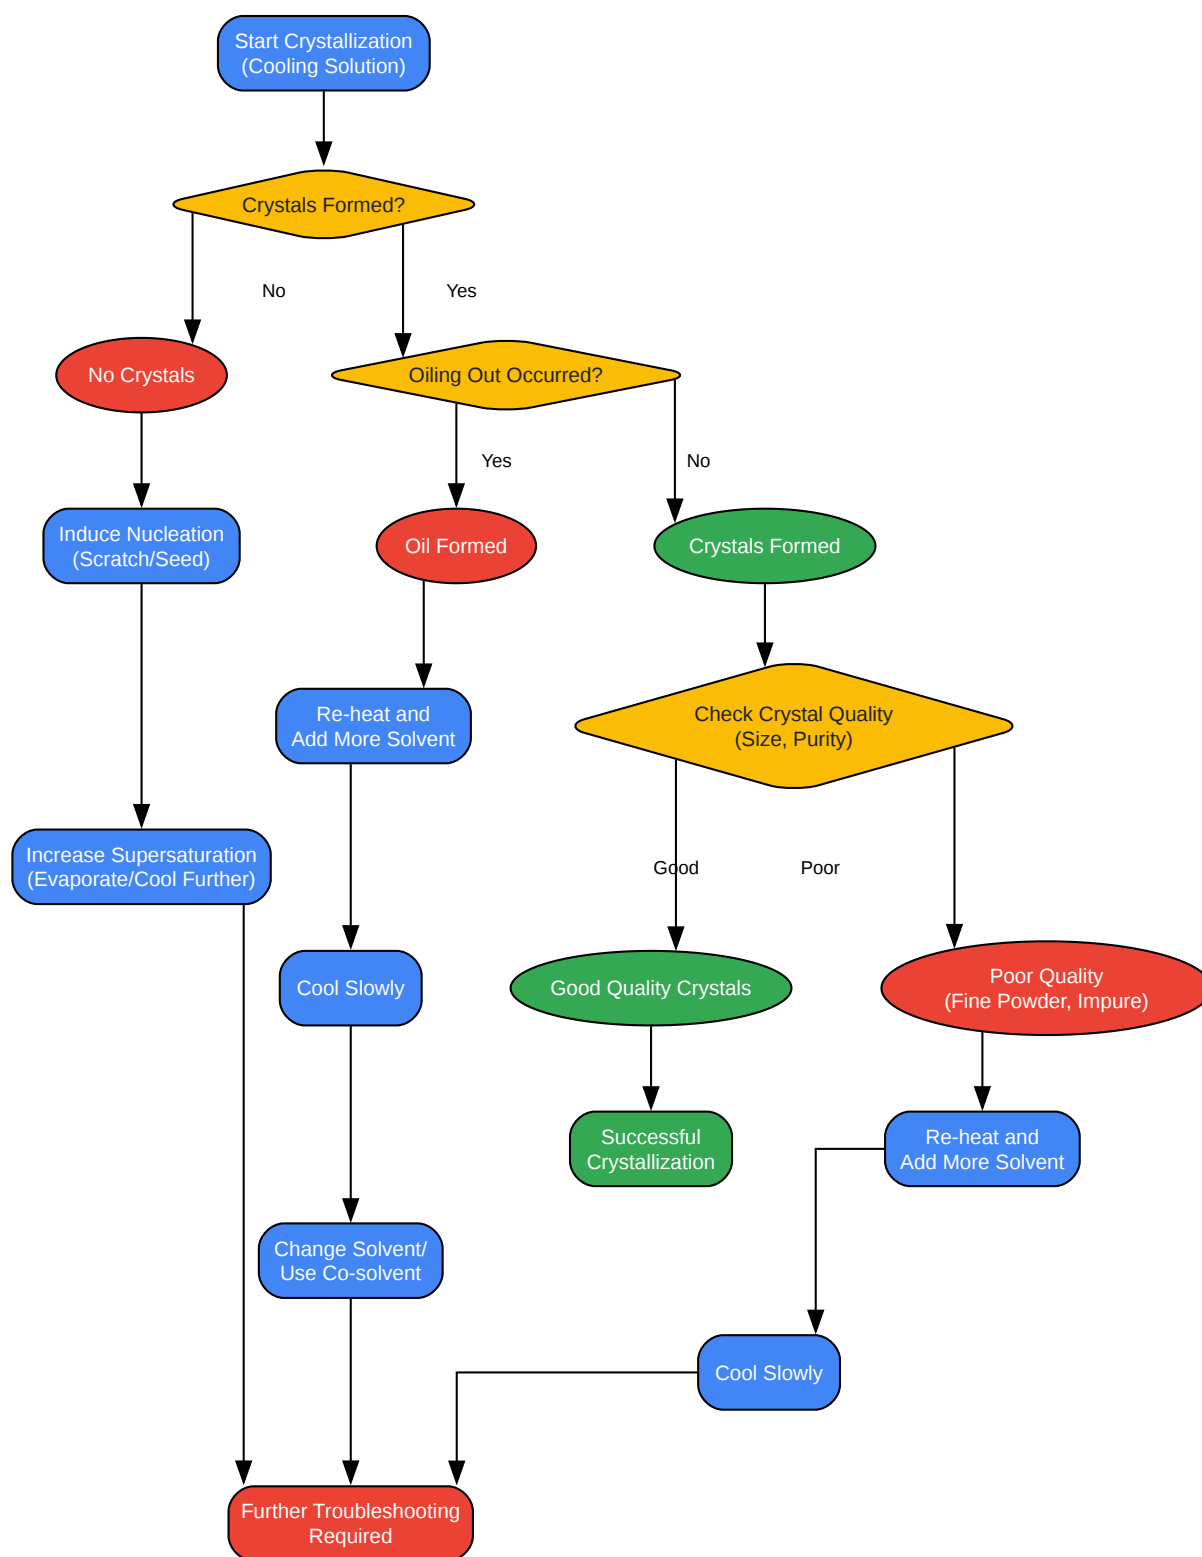 Start Crystallization
(Cooling Solution)
Crystals Formed?
No
Yes
No Crystals
Oiling Out Occurred?
Yes
No
Induce Nucleation
(Scratch/Seed)
Oil Formed
Crystals Formed
Re-heat and
Add More Solvent
Check Crystal Quality
(Size, Purity)
Increase Supersaturation
(Evaporate/Cool Further)
Good
Poor
Cool Slowly
Good Quality Crystals
Poor Quality
(Fine Powder, Impure)
Successful
Crystallization
Re-heat and
Add More Solvent
Change Solvent/
Use Co-solvent
Cool Slowly
Further Troubleshooting
Required